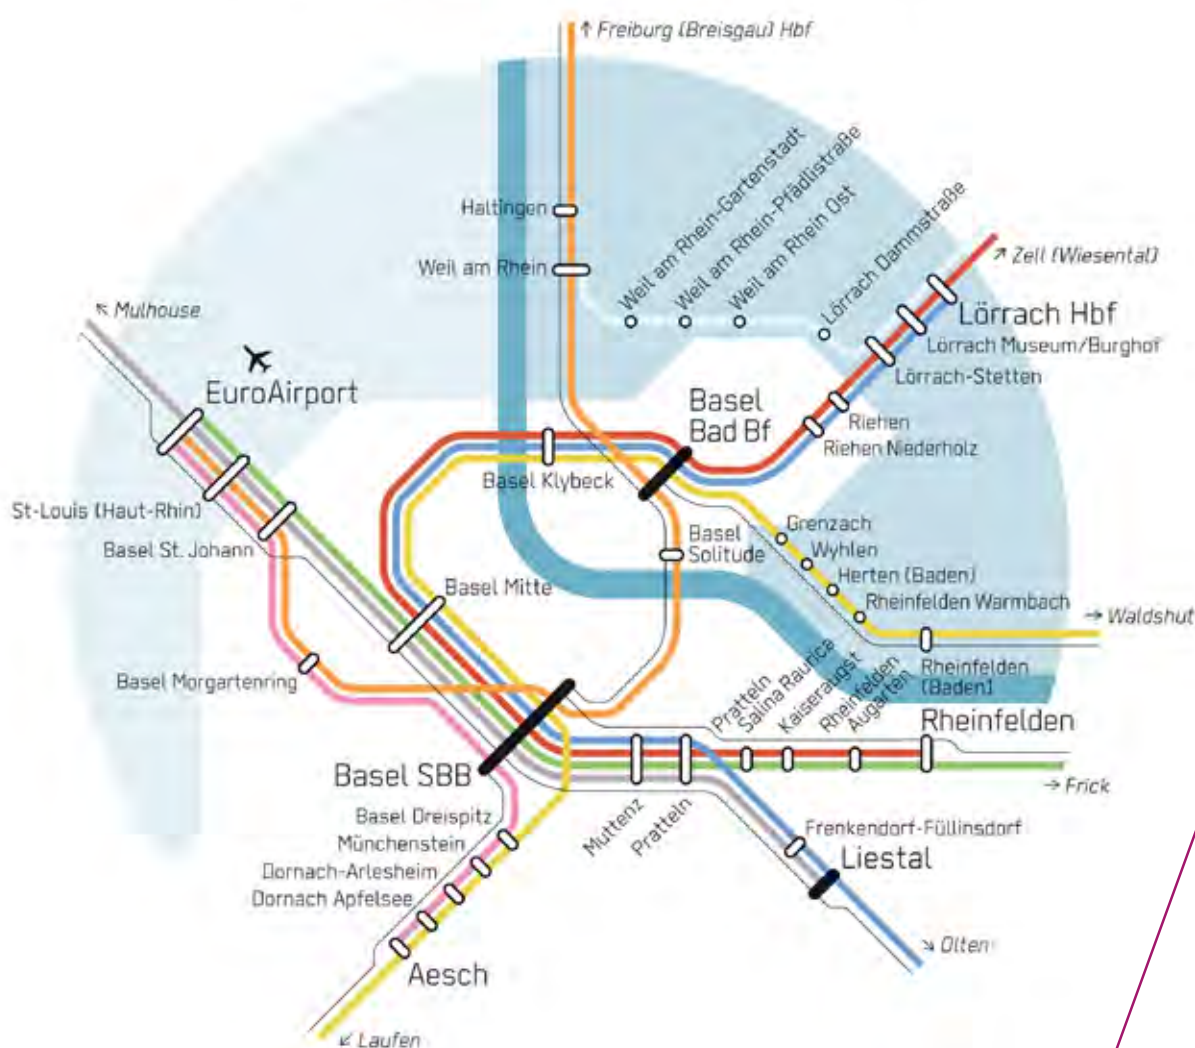 ↑ Freiburg (Breisgau) Hbf
Weil am Rhein-Gartenstadt
Weil am Rhein-Pfädlistraße
Weil am Rhein Ost
Lörrach Dammstraße
Haltingen
Weil am Rhein
↗ Zell (Wiesental)
↖ Mulhouse
Lörrach Hbf
Lörrach Museum/Burghof
Lörrach-Stetten
EuroAirport
Basel
Bad Bf
Riehen
Riehen Niederholz
Basel Klybeck
St-Louis (Haut-Rhin)
Basel St. Johann
Grenzach
Basel
Solitude
Wyhlen
Herten (Baden)
Basel Mitte
Rheinfelden Warmbach
→ Waldshut
Basel Morgartenring
Rheinfelden
(Baden)
Pratteln
Salina Raurica
Kaiseraugst
Rheinfelden
Augarten
Rheinfelden
Basel SBB
→ Frick
Basel Dreispitz
Muttenz
Pratteln
Frenkendorf-Füllinsdorf
Münchenstein
Liestal
Dornach-Arlesheim
Dornach Apfelsee
↘ Olten
Aesch
↙ Laufen